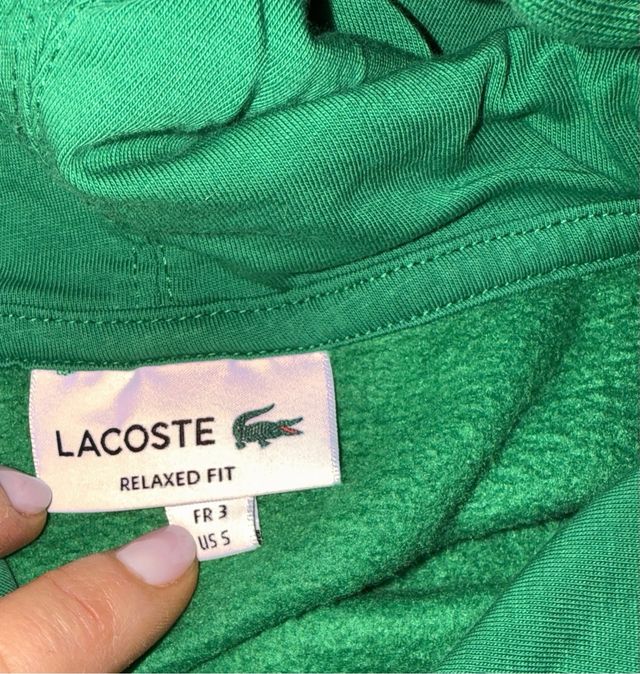 LACOSTE
RELAXED FIT
FR 3
US S